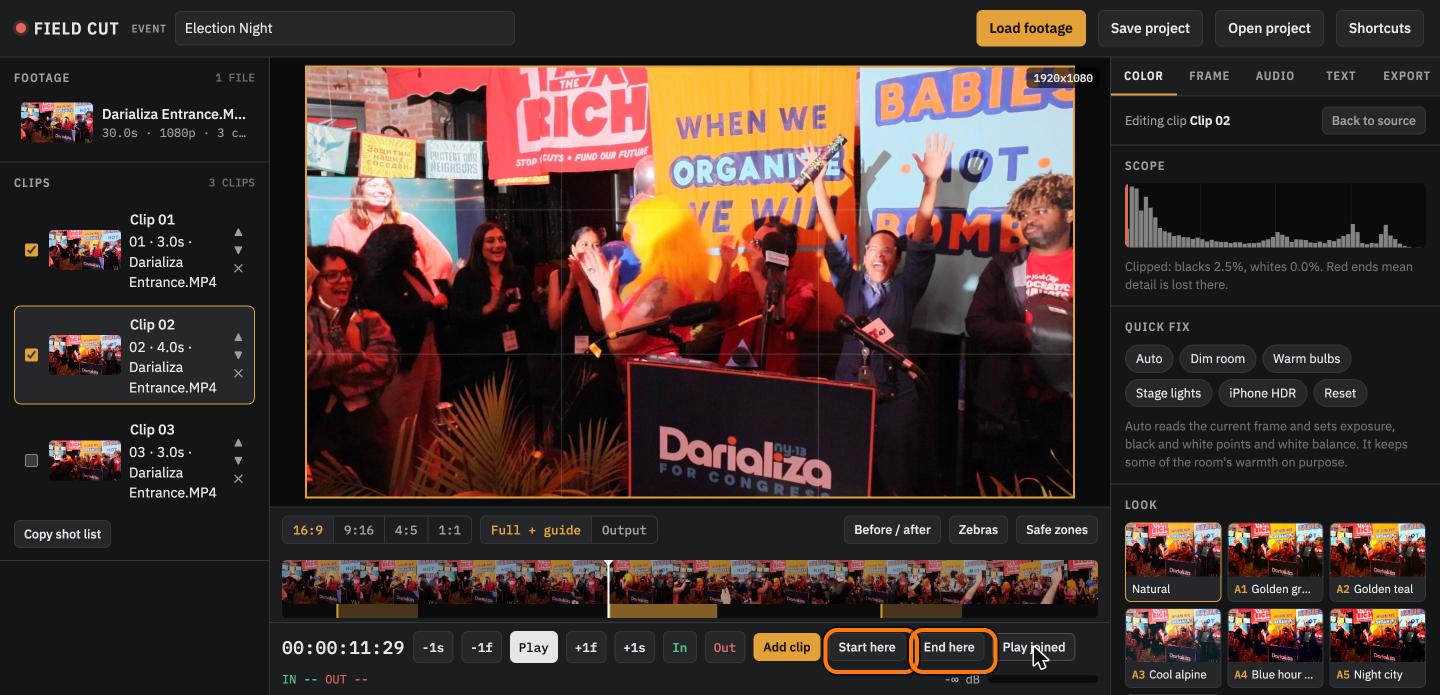 FIELD CUT
EVENT
Election Night
Load footage
Save project
Open project
Shortcuts
FOOTAGE
1 FILE
Darializa Entrance.M...
30.0s · 1080p · 3 c...
CLIPS
3 CLIPS
Clip 01
01 · 3.0s ·
Darializa
Entrance.MP4
Clip 02
02 · 4.0s ·
Darializa
Entrance.MP4
Clip 03
03 · 3.0s ·
Darializa
Entrance.MP4
Copy shot list
1920x1080
TAX
THE
RICH
STOP CUTS • FUND OUR FUTURE
PROTECT OUR
NEIGHBORS
WHEN WE
ORGANIZE
WE WIN
BABIES
·NOT·
BOMBS
Darializa
NY-13
FOR CONGRESS
16:9
9:16
4:5
1:1
Full + guide
Output
Before / after
Zebras
Safe zones
00:00:11:29
-1s
-1f
Play
+1f
+1s
In
Out
Add clip
Start here
End here
Play joined
IN -- OUT --
-∞ dB
COLOR
FRAME
AUDIO
TEXT
EXPORT
Editing clip Clip 02
Back to source
SCOPE
Clipped: blacks 2.5%, whites 0.0%. Red ends mean
detail is lost there.
QUICK FIX
Auto
Dim room
Warm bulbs
Stage lights
iPhone HDR
Reset
Auto reads the current frame and sets exposure,
black and white points and white balance. It keeps
some of the room's warmth on purpose.
LOOK
Natural
A1 Golden gr...
A2 Golden teal
A3 Cool alpine
A4 Blue hour ...
A5 Night city